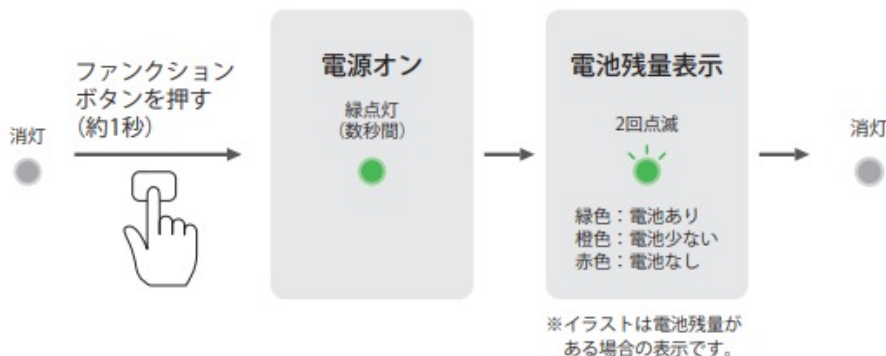 消灯
ファンクション
ボタンを押す
（約1秒）
電源オン
緑点灯
（数秒間）
電池残量表示
2回点滅
緑色：電池あり
橙色：電池少ない
赤色：電池なし
※イラストは電池残量が
ある場合の表示です。
消灯